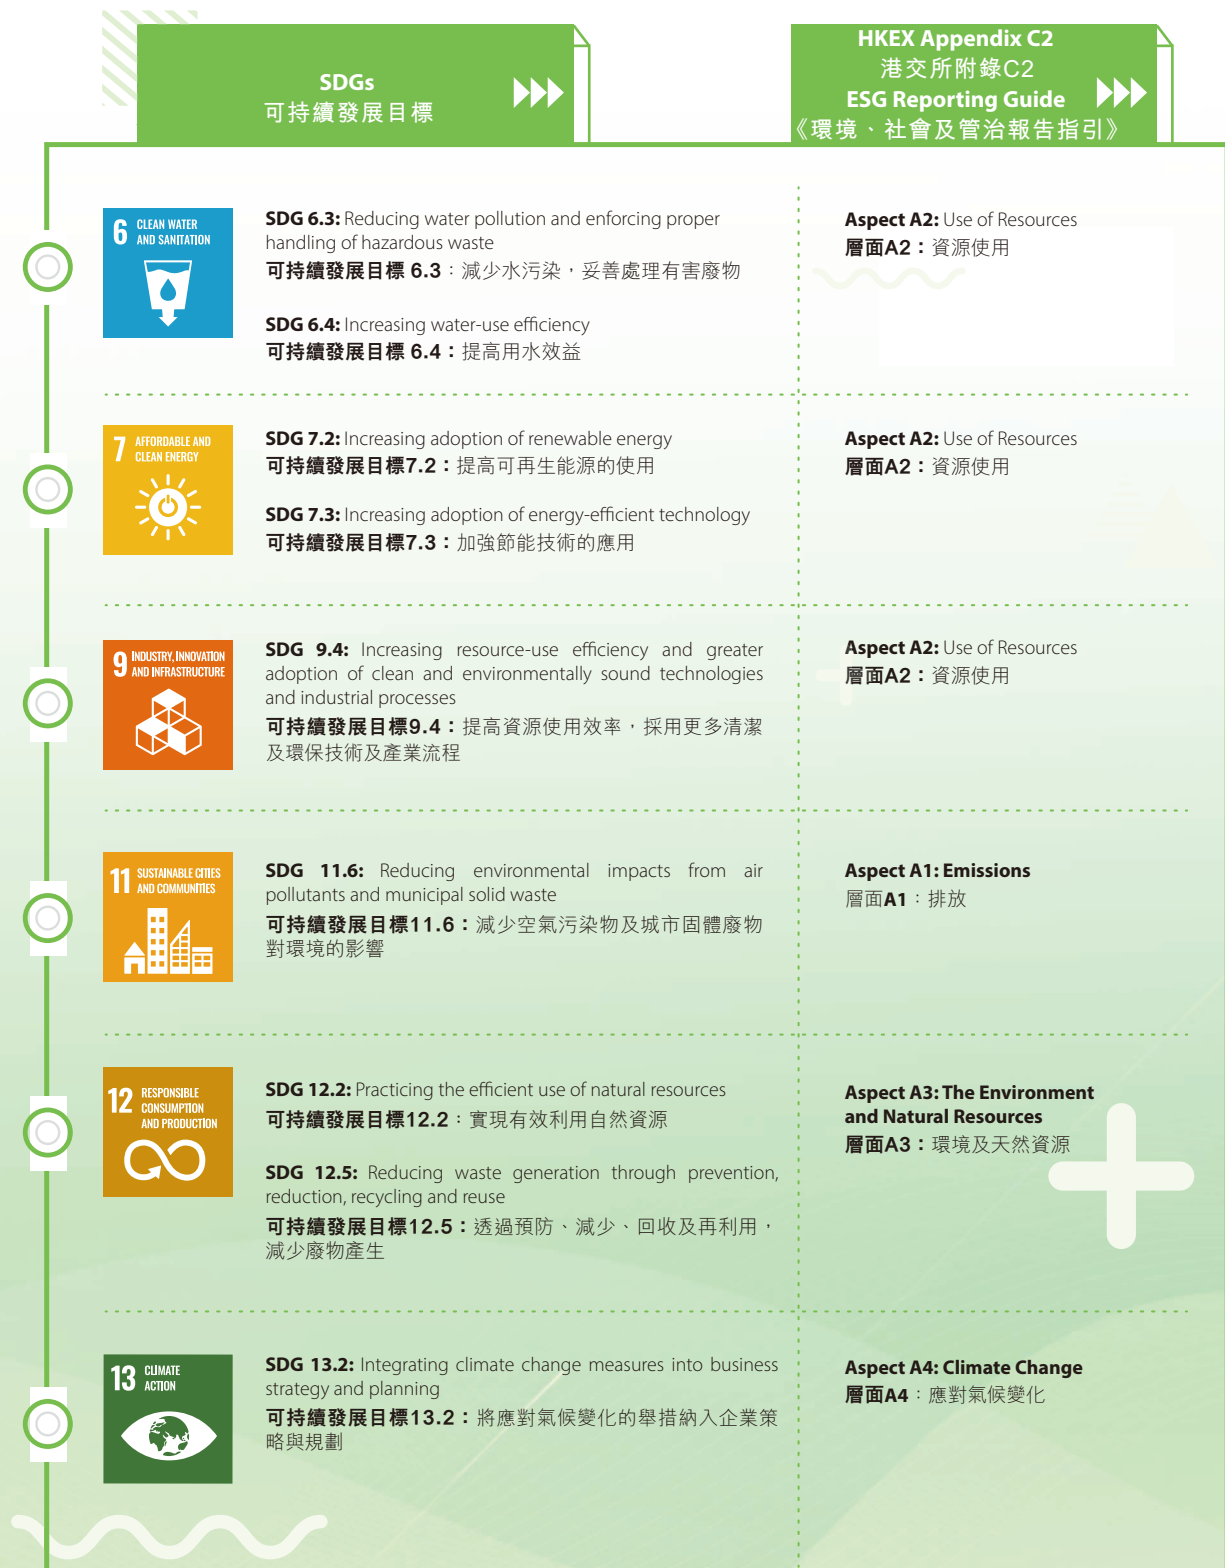 SDGs
可持續發展目標
HKEX Appendix C2
港交所附錄C2
ESG Reporting Guide
《環境、社會及管治報告指引》
6 CLEAN WATER
AND SANITATION
SDG 6.3: Reducing water pollution and enforcing proper
handling of hazardous waste
可持續發展目標 6.3：減少水污染，妥善處理有害廢物
SDG 6.4: Increasing water-use efficiency
可持續發展目標 6.4：提高用水效益
Aspect A2: Use of Resources
層面A2：資源使用
7 AFFORDABLE AND
CLEAN ENERGY
SDG 7.2: Increasing adoption of renewable energy
可持續發展目標7.2：提高可再生能源的使用
SDG 7.3: Increasing adoption of energy-efficient technology
可持續發展目標7.3：加強節能技術的應用
Aspect A2: Use of Resources
層面A2：資源使用
9 INDUSTRY, INNOVATION
AND INFRASTRUCTURE
SDG 9.4: Increasing resource-use efficiency and greater
adoption of clean and environmentally sound technologies
and industrial processes
可持續發展目標9.4：提高資源使用效率，採用更多清潔
及環保技術及產業流程
Aspect A2: Use of Resources
層面A2：資源使用
11 SUSTAINABLE CITIES
AND COMMUNITIES
SDG 11.6: Reducing environmental impacts from air
pollutants and municipal solid waste
可持續發展目標11.6：減少空氣污染物及城市固體廢物
對環境的影響
Aspect A1: Emissions
層面A1：排放
12 RESPONSIBLE
CONSUMPTION
AND PRODUCTION
SDG 12.2: Practicing the efficient use of natural resources
可持續發展目標12.2：實現有效利用自然資源
SDG 12.5: Reducing waste generation through prevention,
reduction, recycling and reuse
可持續發展目標12.5：透過預防、減少、回收及再利用，
減少廢物產生
Aspect A3: The Environment
and Natural Resources
層面A3：環境及天然資源
13 CLIMATE
ACTION
SDG 13.2: Integrating climate change measures into business
strategy and planning
可持續發展目標13.2：將應對氣候變化的舉措納入企業策
略與規劃
Aspect A4: Climate Change
層面A4：應對氣候變化